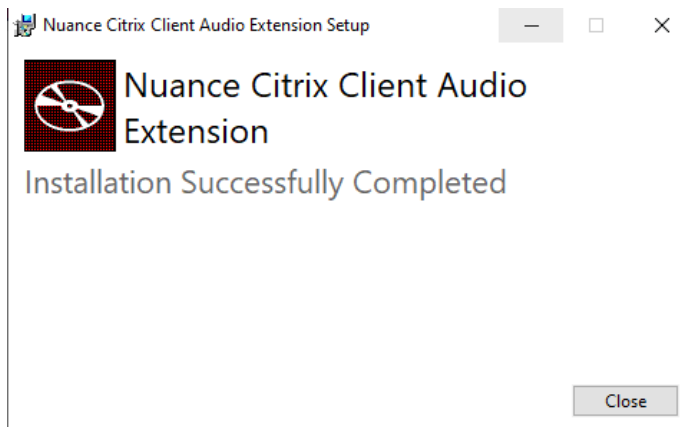 Nuance Citrix Client Audio Extension Setup
Nuance Citrix Client Audio
Extension
Installation Successfully Completed
Close